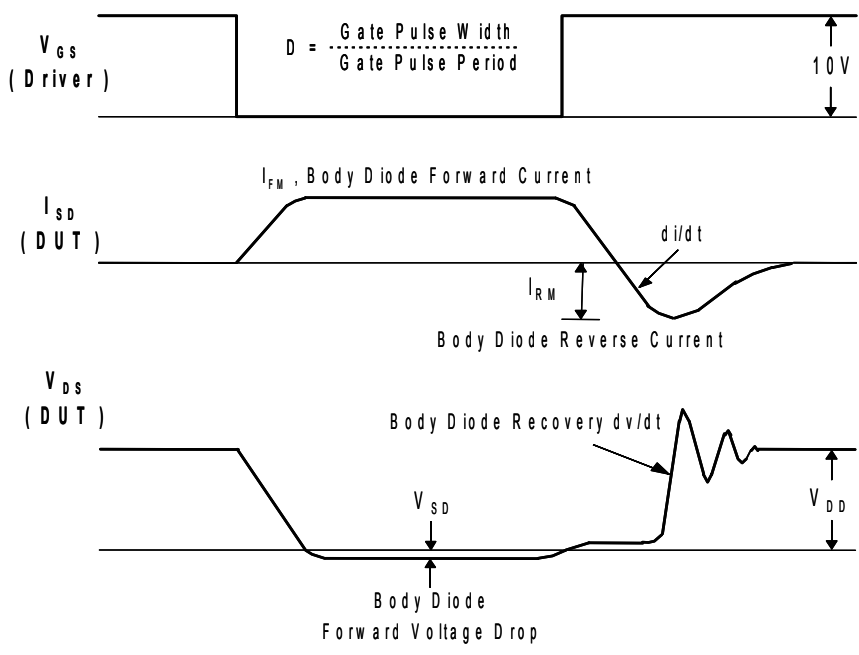 V GS
(Driver)
D = Gate Pulse Width
Gate Pulse Period
10V
I FM , Body Diode Forward Current
I SD
(DUT)
di/dt
I RM
Body Diode Reverse Current
V DS
(DUT)
Body Diode Recovery dv/dt
V SD
V DD
Body Diode
Forward Voltage Drop